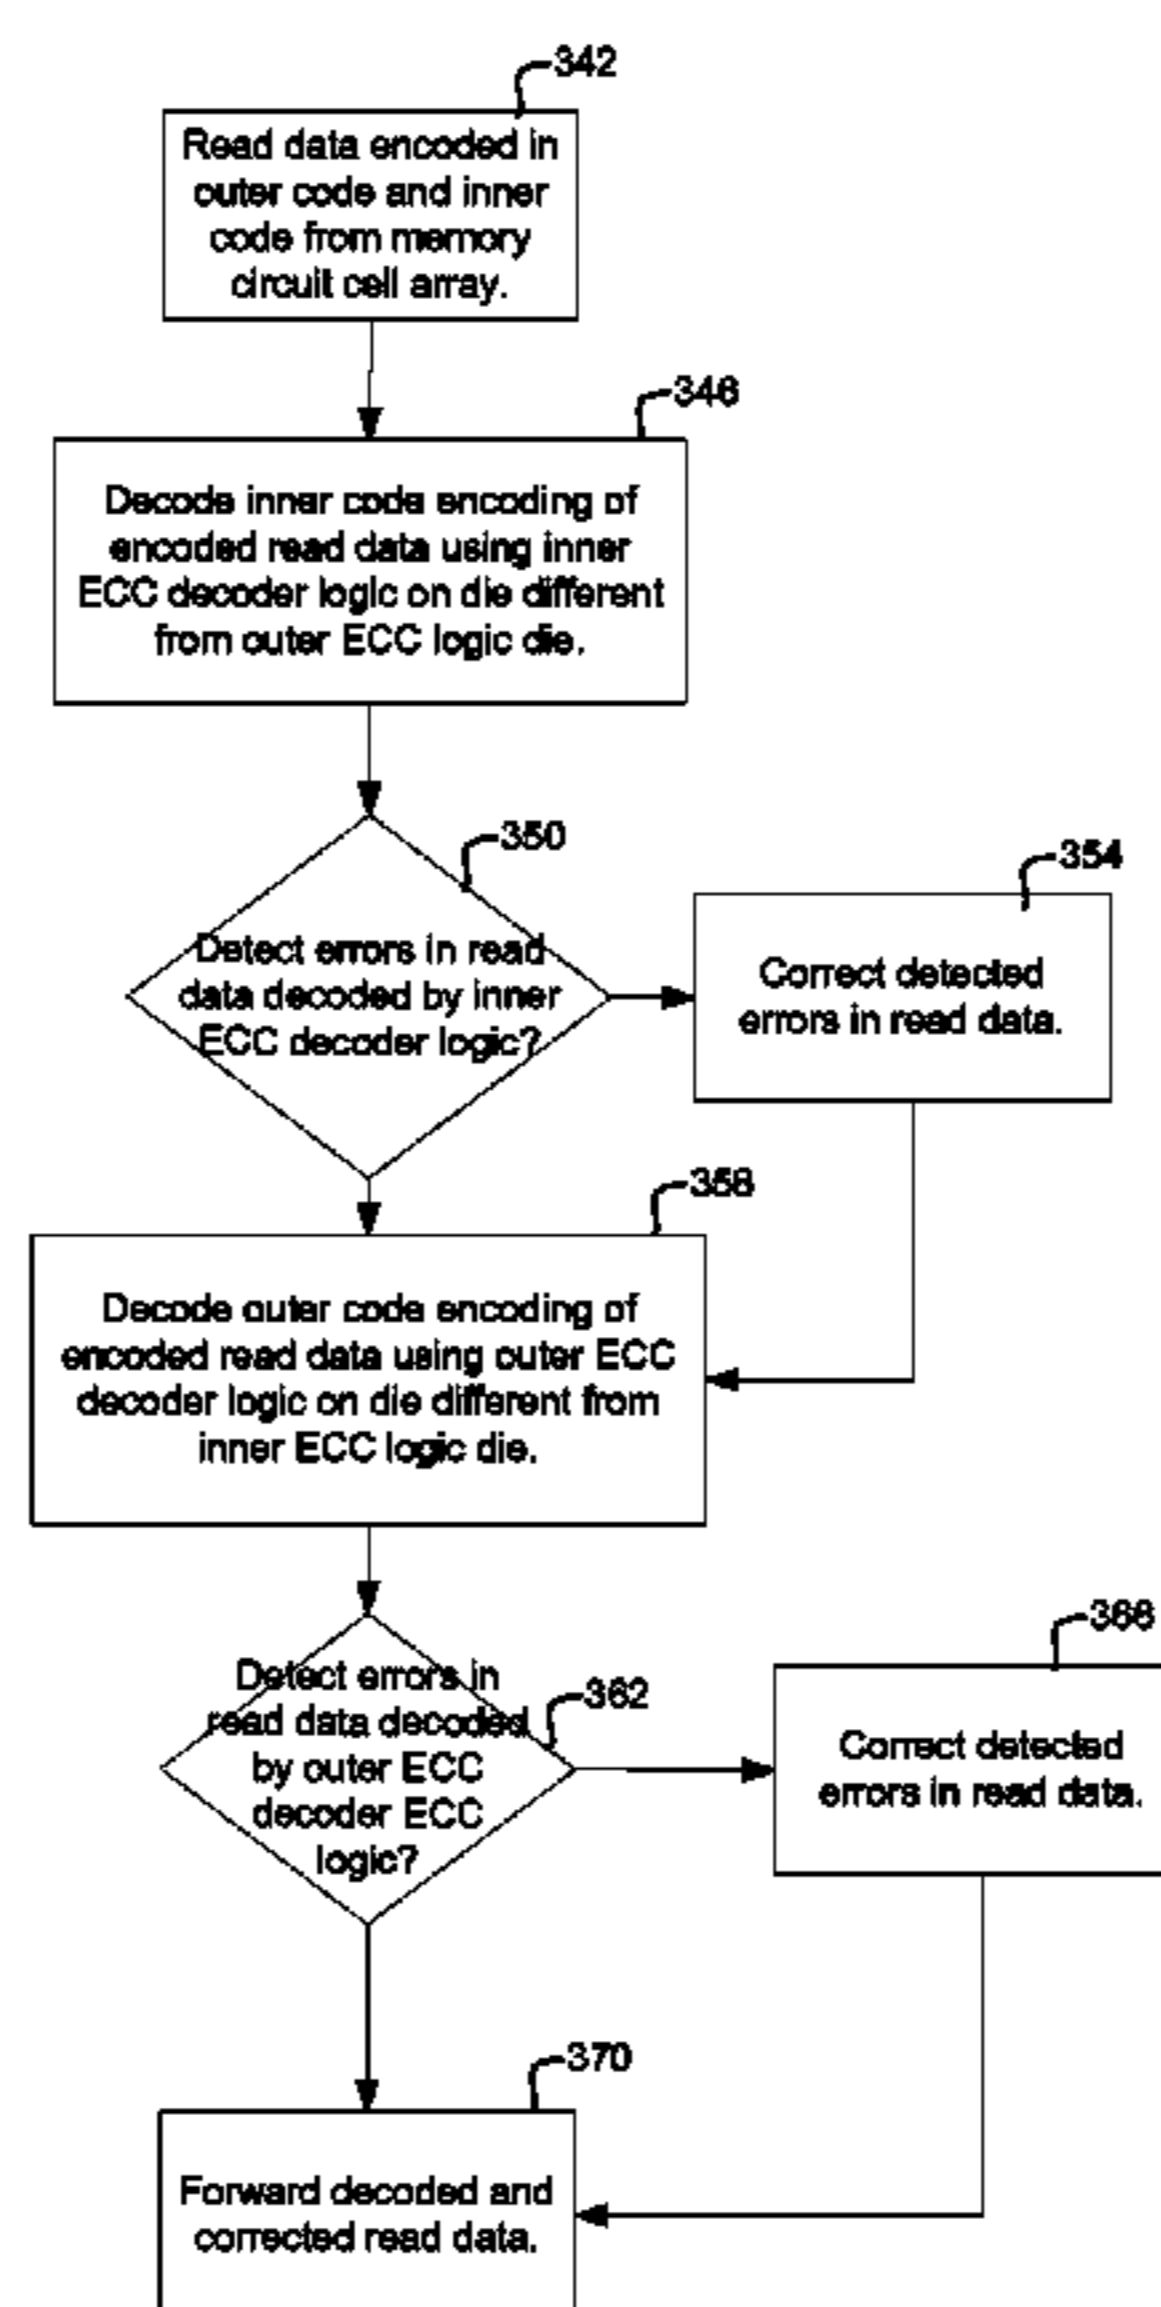 342
Read data encoded in
outer code and inner
code from memory
circuit cell array.
346
Decode inner code encoding of
encoded read data using inner
ECC decoder logic on die different
from outer ECC logic die.
350
Detect errors in read
data decoded by inner
ECC decoder logic?
354
Correct detected
errors in read data.
358
Decode outer code encoding of
encoded read data using outer ECC
decoder logic on die different from
inner ECC logic die.
362
Detect errors in
read data decoded
by outer ECC
decoder ECC
logic?
366
Correct detected
errors in read data.
370
Forward decoded and
corrected read data.